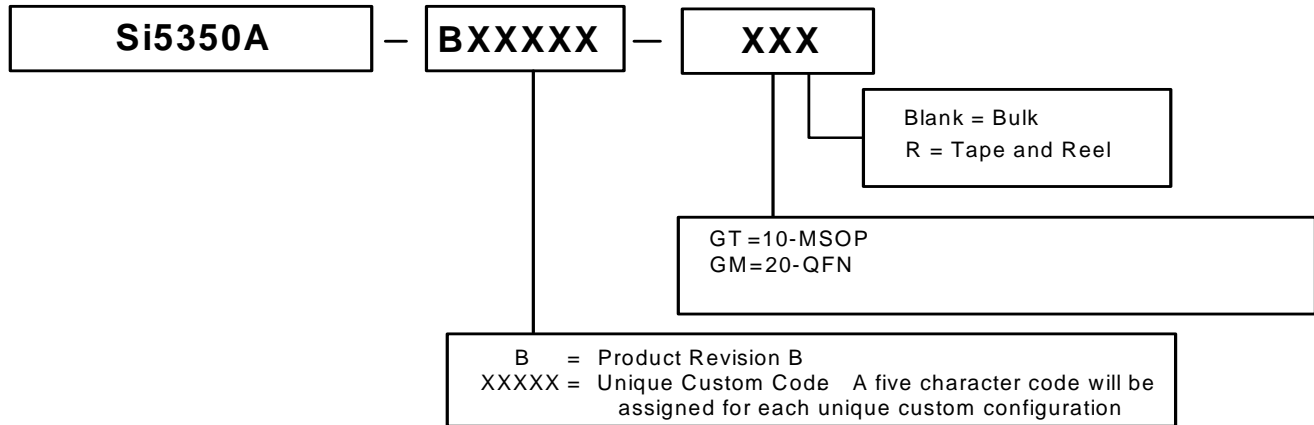 Si5350A – BXXXXX – XXX
Blank = Bulk
R = Tape and Reel
GT =10-MSOP
GM=20-QFN
B = Product Revision B
XXXXX = Unique Custom Code A five character code will be
assigned for each unique custom configuration